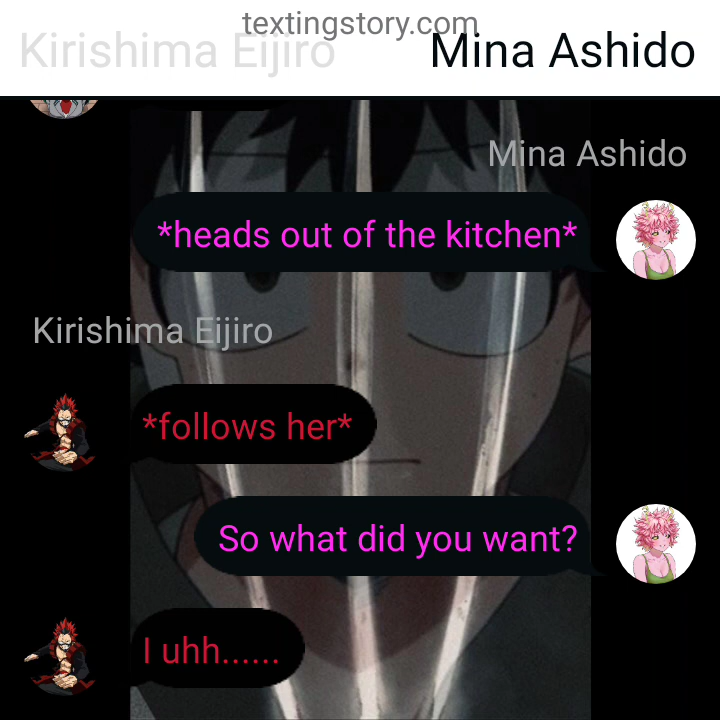 textingstory.com
Kirishima Eijiro
Mina Ashido
Mina Ashido
*heads out of the kitchen*
Kirishima Eijiro
*follows her*
So what did you want?
I uhh......